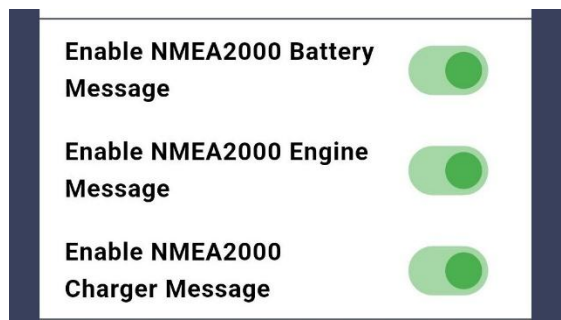 Enable NMEA2000 Battery
Message
Enable NMEA2000 Engine
Message
Enable NMEA2000
Charger Message